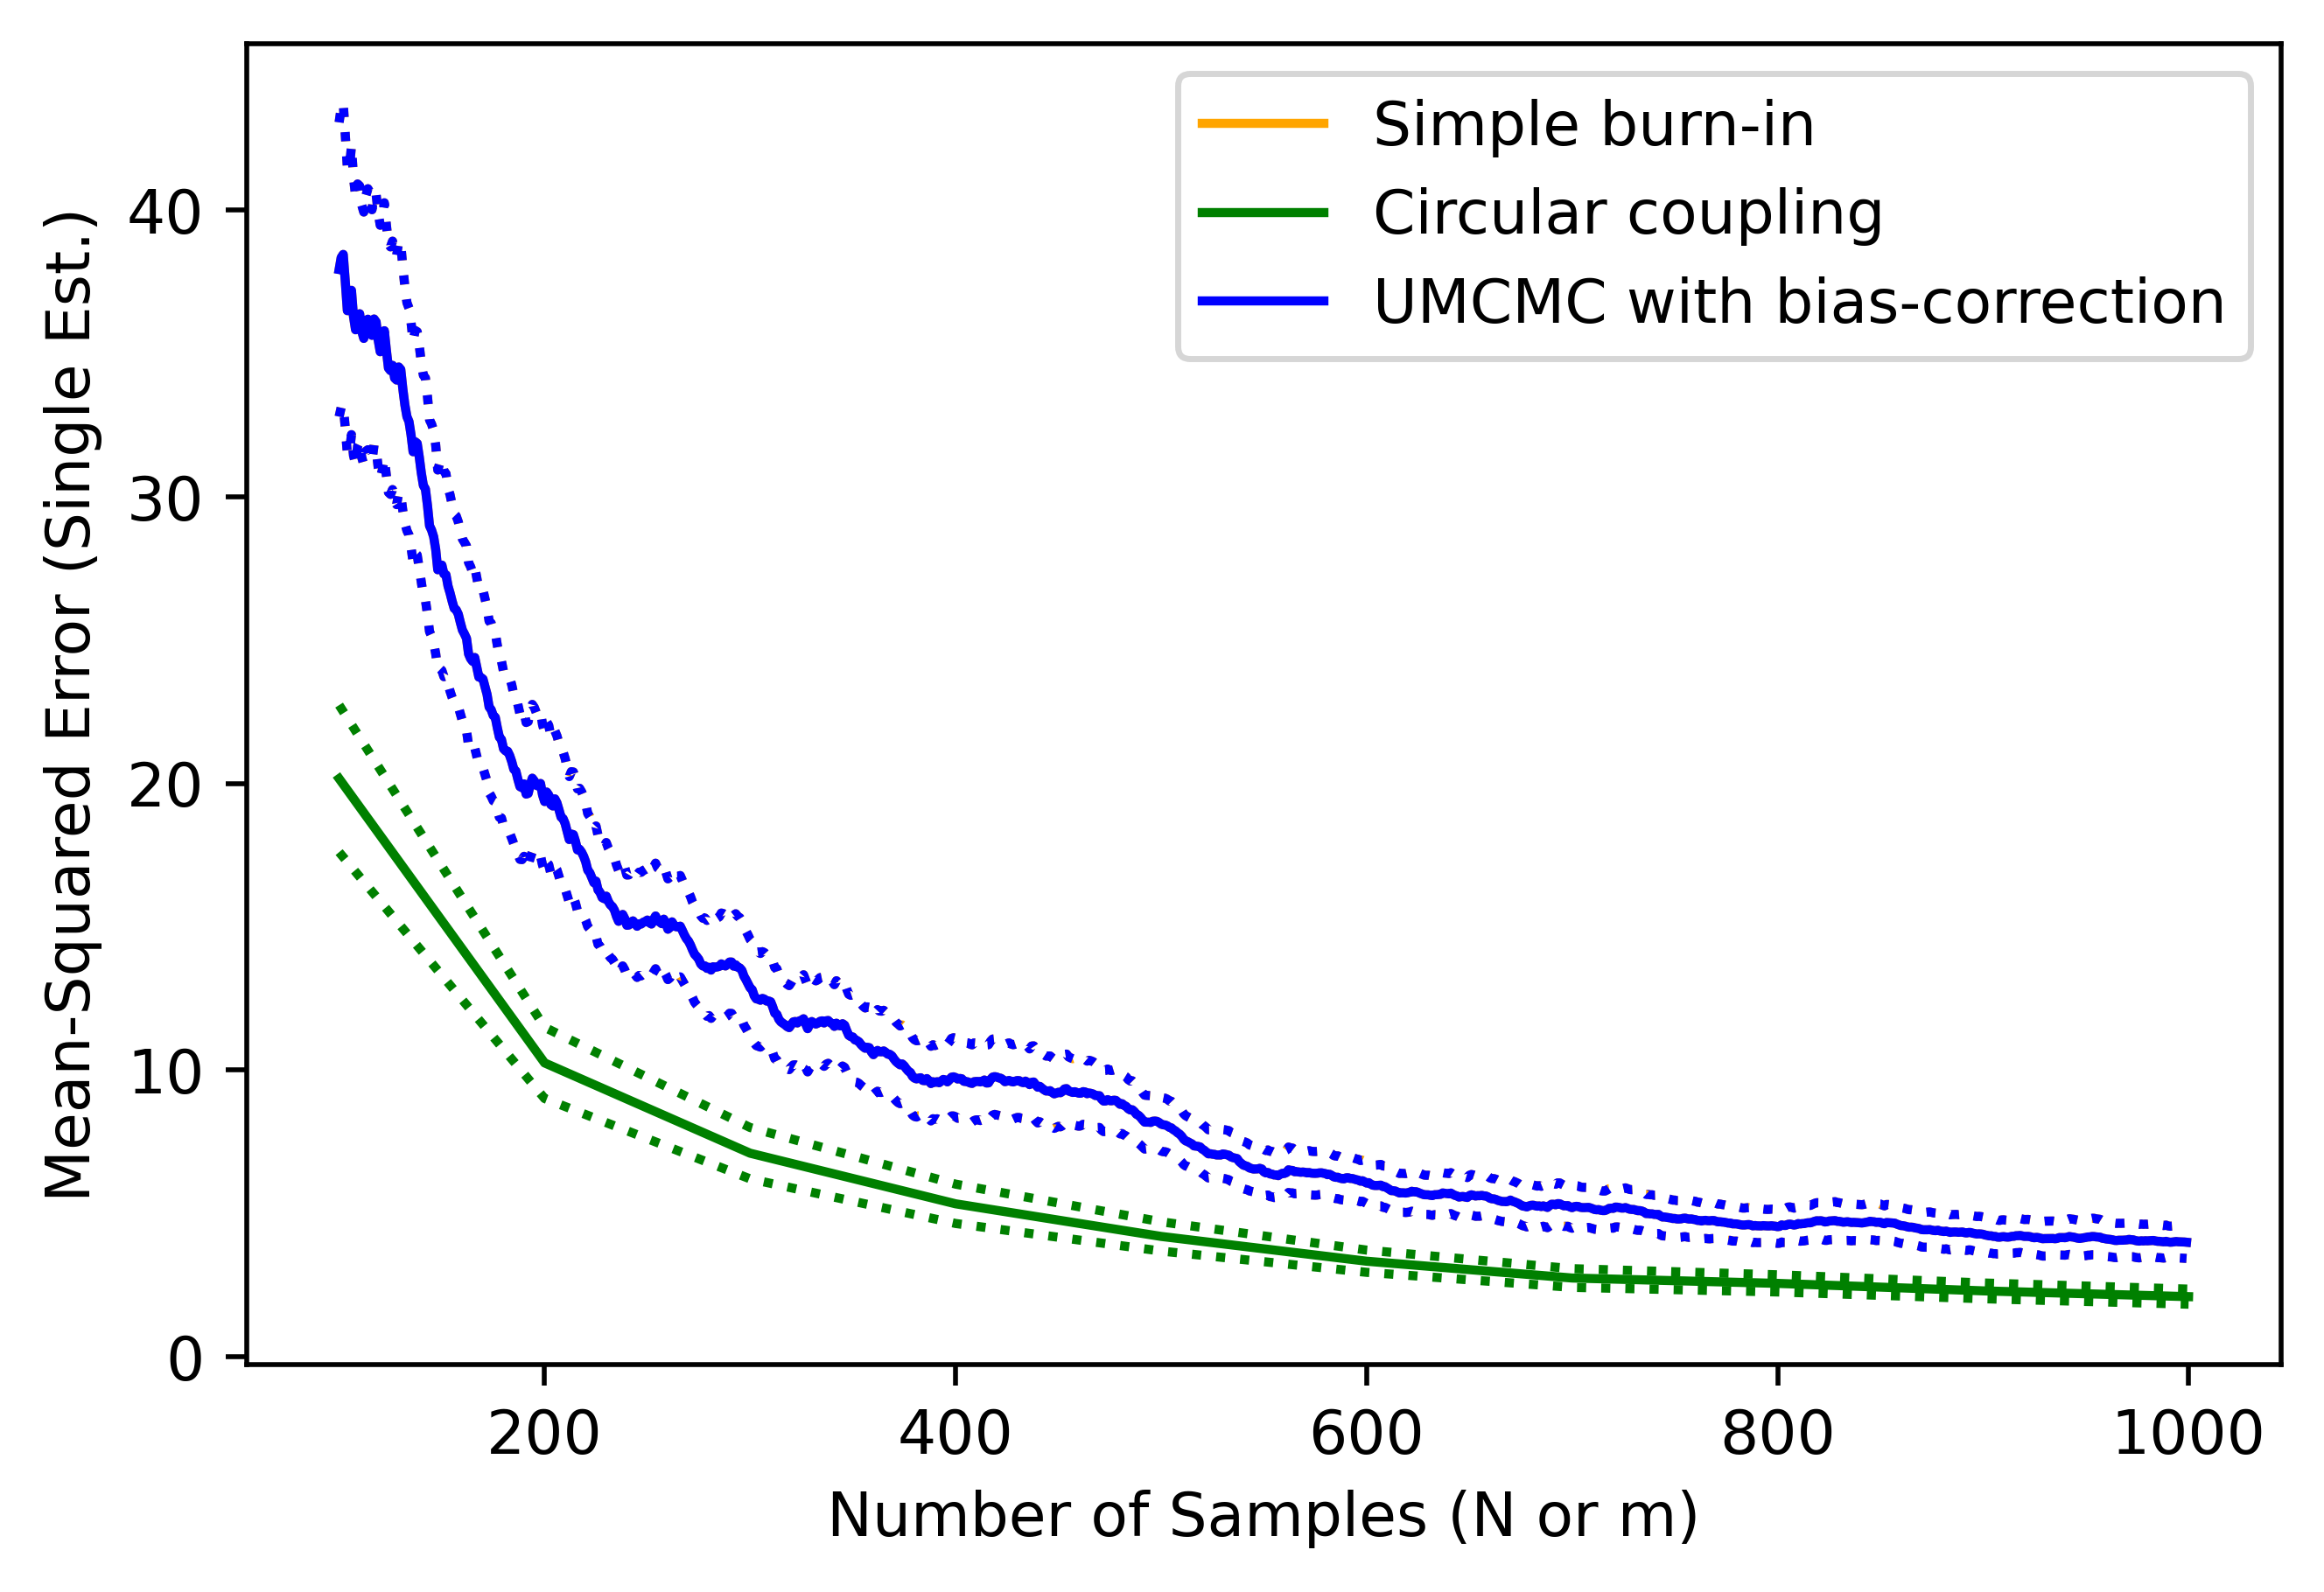 Simple burn-in
Circular coupling
UMCMC with bias-correction
Mean-Squared Error (Single Est.)
40
30
20
10
0
200 400 600 800 1000
Number of Samples (N or m)